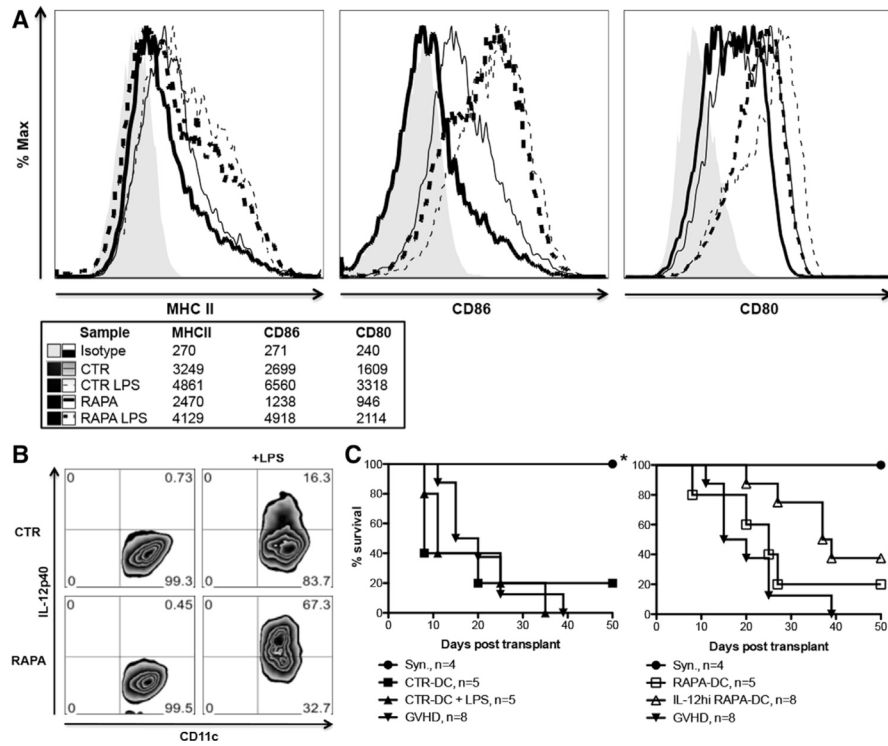 A
% Max
MHC II
CD86
CD80
Sample MHCII CD86 CD80
Isotype 270 271 240
CTR 3249 2699 1609
CTR LPS 4861 6560 3318
RAPA 2470 1238 946
RAPA LPS 4129 4918 2114
B
+LPS
0 0.73
0 99.3
0 16.3
0 83.7
CTR
0 0.45
0 99.5
0 67.3
0 32.7
RAPA
IL-12p40
CD11c
C
% survival
100
80
60
40
20
0
0 10 20 30 40 50
Days post transplant
Syn., n=4
CTR-DC, n=5
CTR-DC + LPS, n=5
GVHD, n=8
*
100
80
60
40
20
0
0 10 20 30 40 50
Days post transplant
Syn., n=4
RAPA-DC, n=5
IL-12hi RAPA-DC, n=8
GVHD, n=8